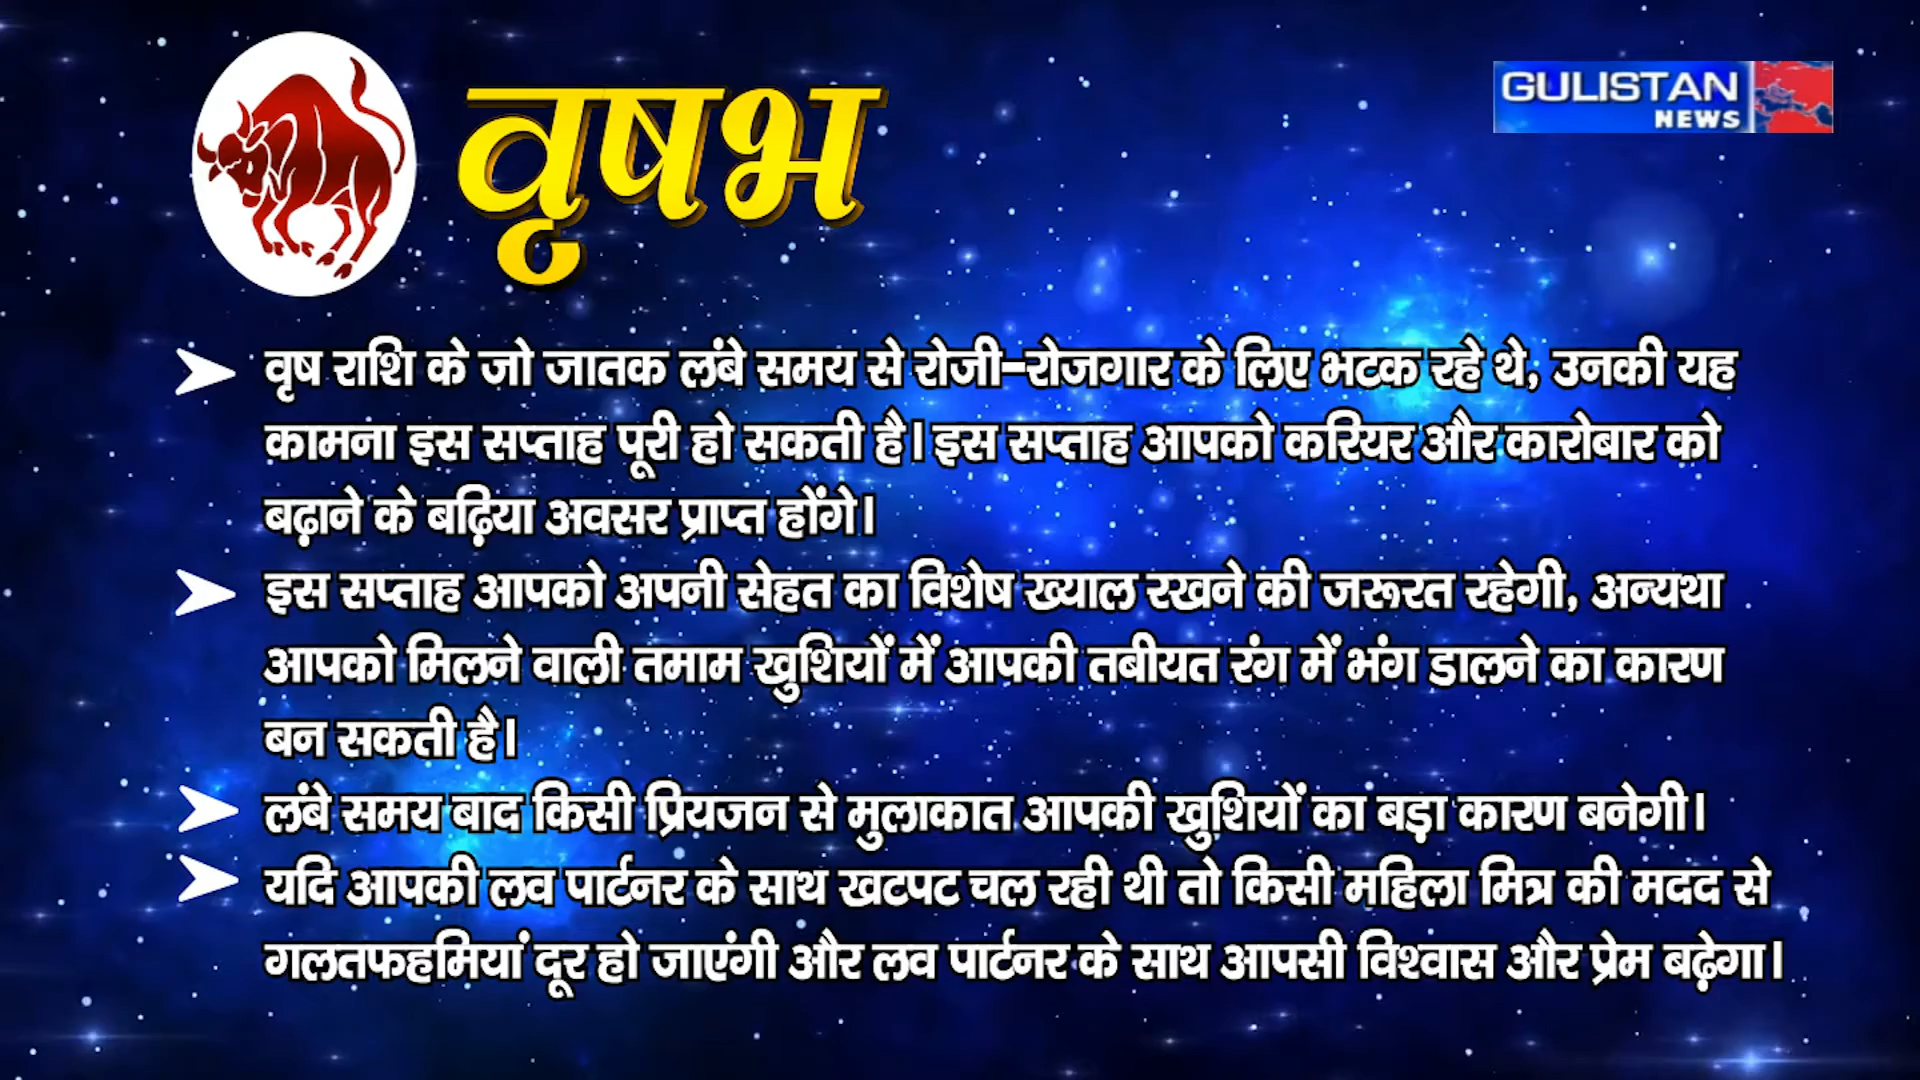 वृषभ
GULISTAN
NEWS
वृष राशि के जो जातक लंबे समय से रोजी-रोजगार के लिए भटक रहे थे, उनकी यह
कामना इस सप्ताह पूरी हो सकती है। इस सप्ताह आपको करियर और कारोबार को
बढ़ाने के बढ़िया अवसर प्राप्त होंगे।
इस सप्ताह आपको अपनी सेहत का विशेष ख्याल रखने की जरूरत रहेगी, अन्यथा
आपको मिलने वाली तमाम खुशियों में आपकी तबीयत रंग में भंग डालने का कारण
बन सकती है।
लंबे समय बाद किसी प्रियजन से मुलाकात आपकी खुशियों का बड़ा कारण बनेगी।
यदि आपकी लव पार्टनर के साथ खटपट चल रही थी तो किसी महिला मित्र की मदद से
गलतफहमियां दूर हो जाएंगी और लव पार्टनर के साथ आपसी विश्वास और प्रेम बढ़ेगा।